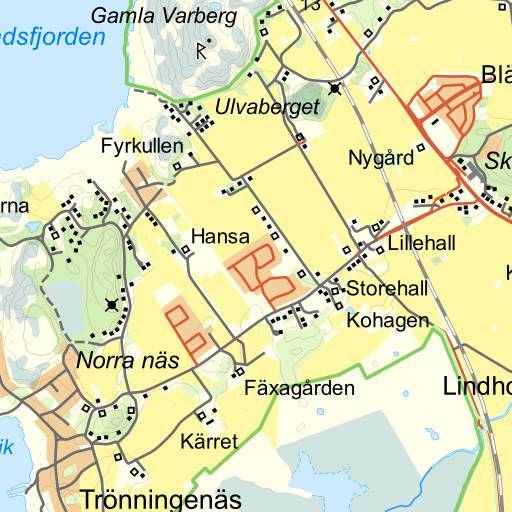 13
Gamla Varberg
dsfjorden
Blä
Ulvaberget
Fyrkullen
Nygård
Sk
rna
Hansa
Lillehall
K
Storehall
Kohagen
Norra näs
Fäxagården
Lindho
Kärret
ik
Trönningenäs